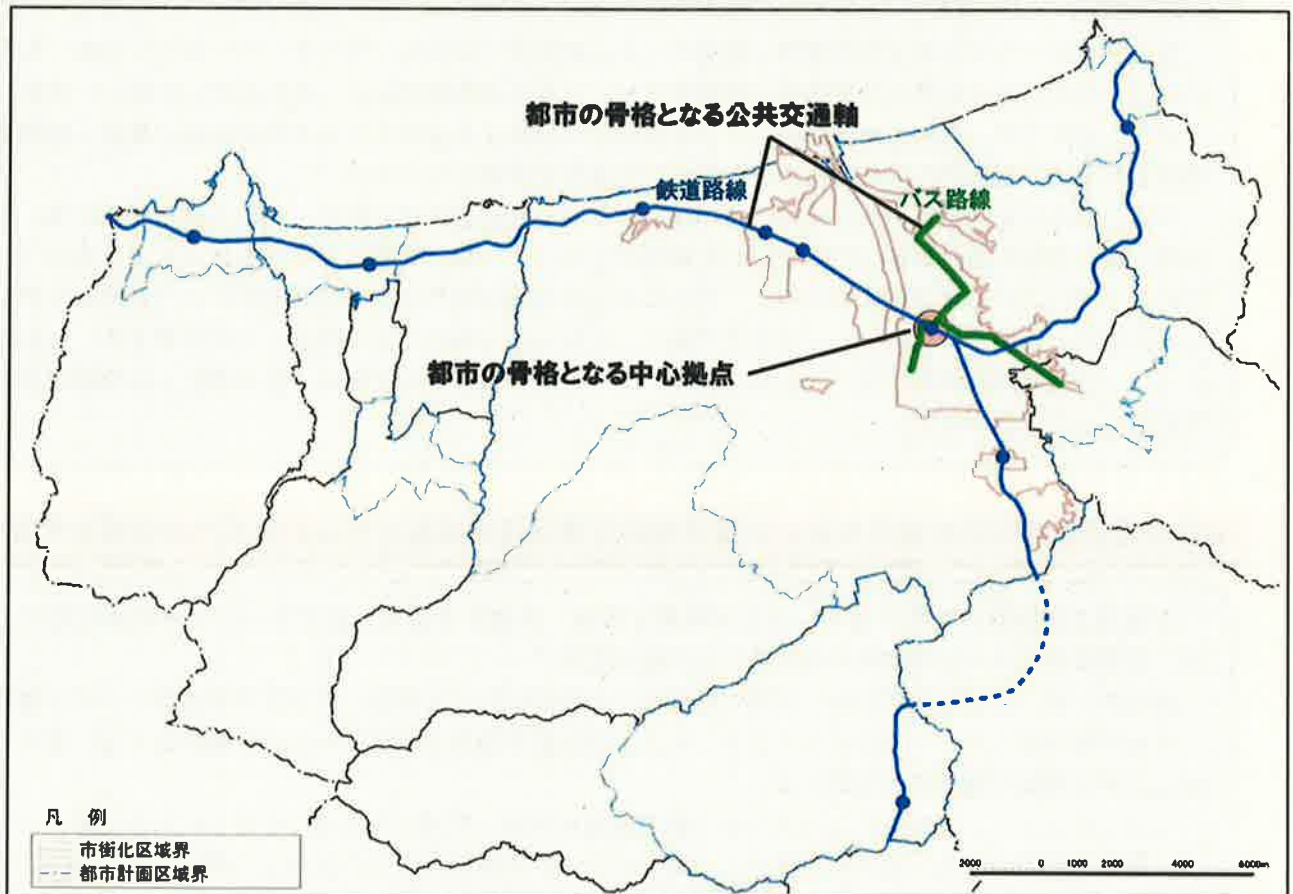 都市の骨格となる公共交通軸
鉄道路線
バス路線
都市の骨格となる中心拠点
凡 例
市街化区域界
都市計画区域界
2000 0 1000 2000 4000 6000m